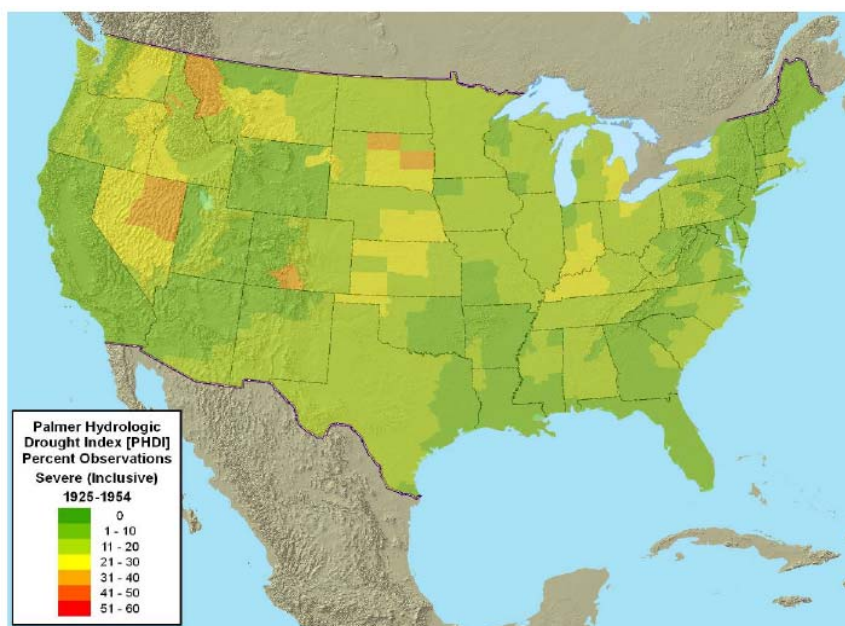 Palmer Hydrologic
Drought Index [PHDI]
Percent Observations
Severe (Inclusive)
1925-1954
0
1 - 10
11 - 20
21 - 30
31 - 40
41 - 50
51 - 60